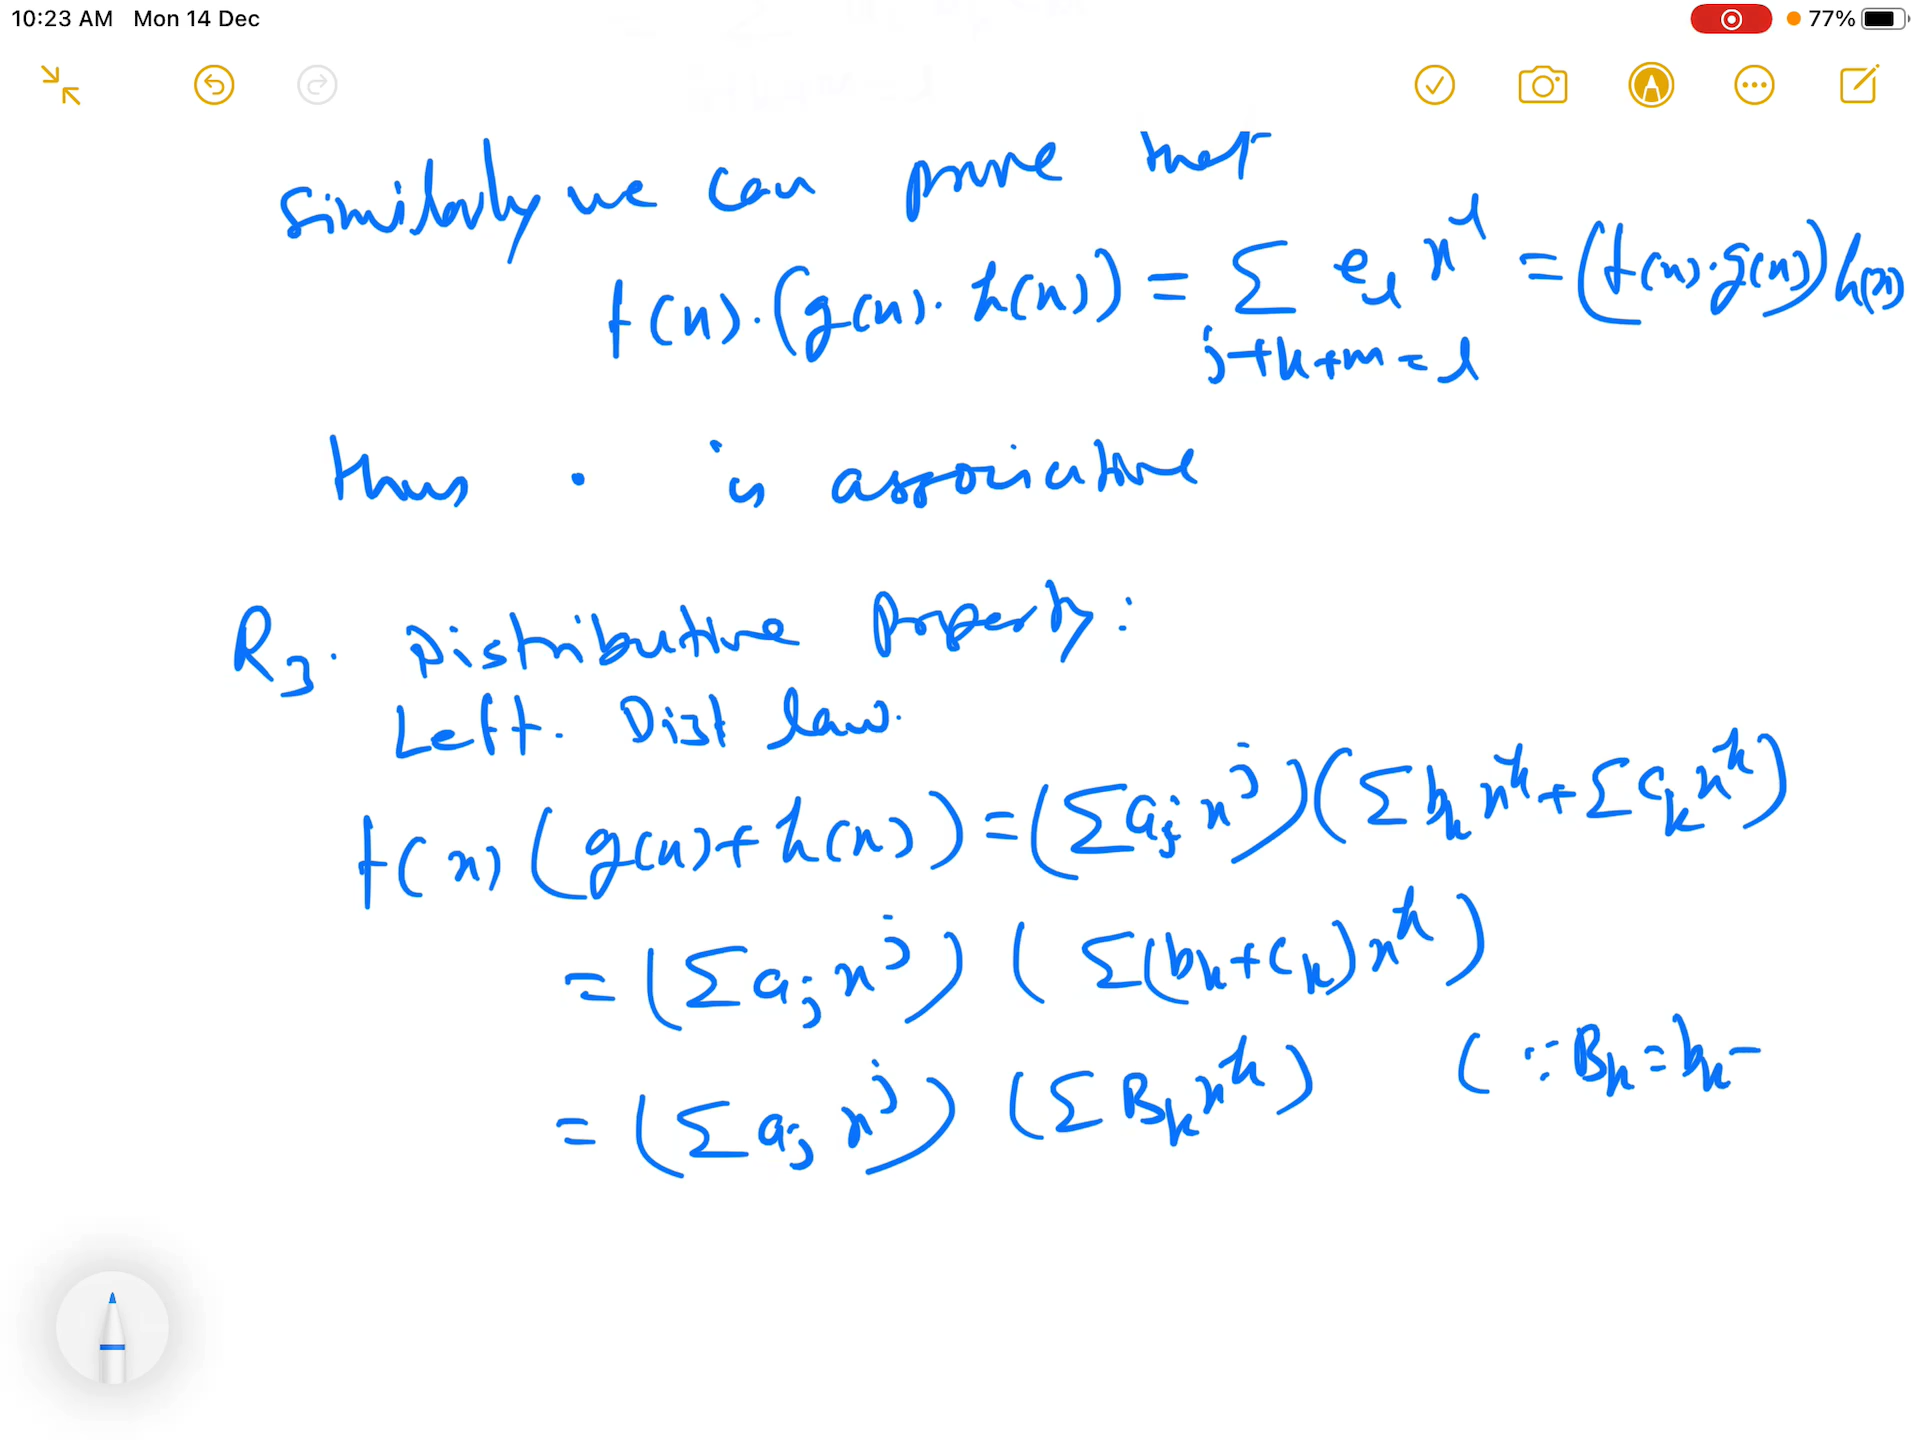 10:23 AM Mon 14 Dec 77%
similarly we can prove that
f(x)·(g(x)·h(x)) = Σ e_l x^l = (f(x)·g(x))h(x)
j+k+m=l
thus · is associative
R3. Distributive Property:
Left. Dist law.
f(x)(g(x)+h(x)) = (Σ a_j x^j)(Σ b_k x^k + Σ c_k x^k)
= (Σ a_j x^j) (Σ(b_k+c_k)x^k)
= (Σ a_j x^j) (Σ B_k x^k) (∵ B_k = b_k –